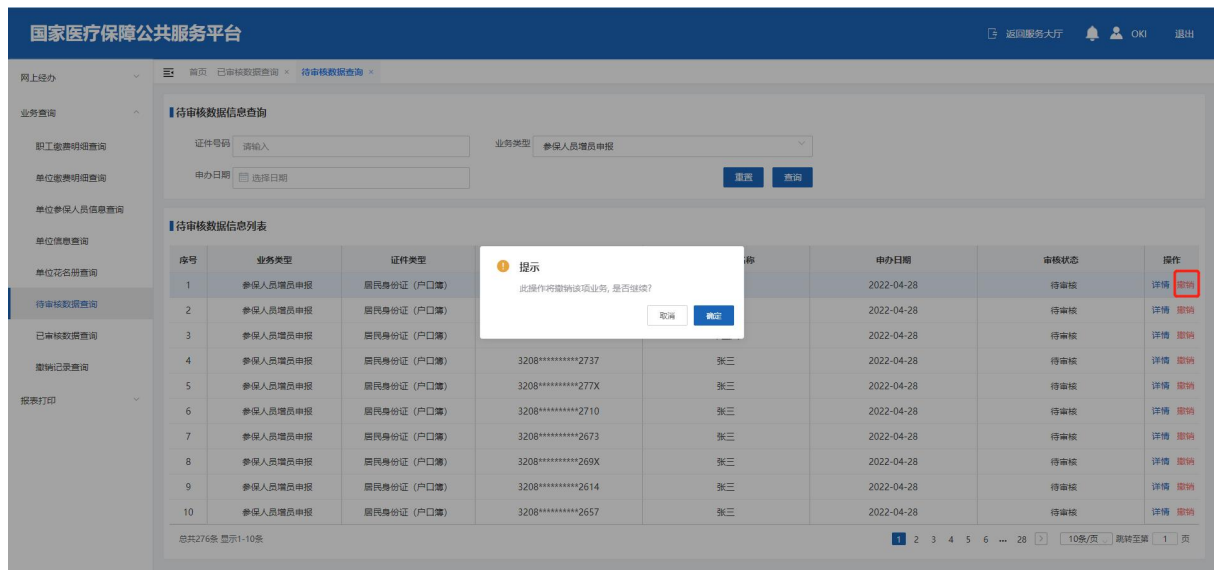 国家医疗保障公共服务平台
返回服务大厅 OKI 退出
网上经办
业务查询
职工缴费明细查询
单位缴费明细查询
单位参保人员信息查询
单位信息查询
单位花名册查询
待审核数据查询
已审核数据查询
撤销记录查询
报表打印
首页 已审核数据查询 × 待审核数据查询 ×
待审核数据信息查询
证件号码 请输入 业务类型 参保人员增员申报
申办日期 选择日期 重置 查询
待审核数据信息列表
序号 业务类型 证件类型 称 申办日期 审核状态 操作
1 参保人员增员申报 居民身份证（户口簿） 2022-04-28 待审核 详情 撤销
2 参保人员增员申报 居民身份证（户口簿） 2022-04-28 待审核 详情 撤销
3 参保人员增员申报 居民身份证（户口簿） 2022-04-28 待审核 详情 撤销
4 参保人员增员申报 居民身份证（户口簿） 3208**********2737 张三 2022-04-28 待审核 详情 撤销
5 参保人员增员申报 居民身份证（户口簿） 3208**********277X 张三 2022-04-28 待审核 详情 撤销
6 参保人员增员申报 居民身份证（户口簿） 3208**********2710 张三 2022-04-28 待审核 详情 撤销
7 参保人员增员申报 居民身份证（户口簿） 3208**********2673 张三 2022-04-28 待审核 详情 撤销
8 参保人员增员申报 居民身份证（户口簿） 3208**********269X 张三 2022-04-28 待审核 详情 撤销
9 参保人员增员申报 居民身份证（户口簿） 3208**********2614 张三 2022-04-28 待审核 详情 撤销
10 参保人员增员申报 居民身份证（户口簿） 3208**********2657 张三 2022-04-28 待审核 详情 撤销
总共276条 显示1-10条 1 2 3 4 5 6 ... 28 > 10条/页 跳转至第 1 页
提示
此操作将撤销该项业务, 是否继续?
取消 确定